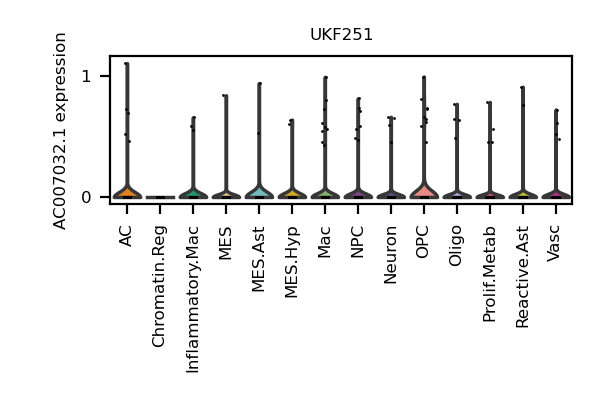 UKF251
AC007032.1 expression
1
0
AC
Chromatin.Reg
Inflammatory.Mac
MES
MES.Ast
MES.Hyp
Mac
NPC
Neuron
OPC
Oligo
Prolif.Metab
Reactive.Ast
Vasc